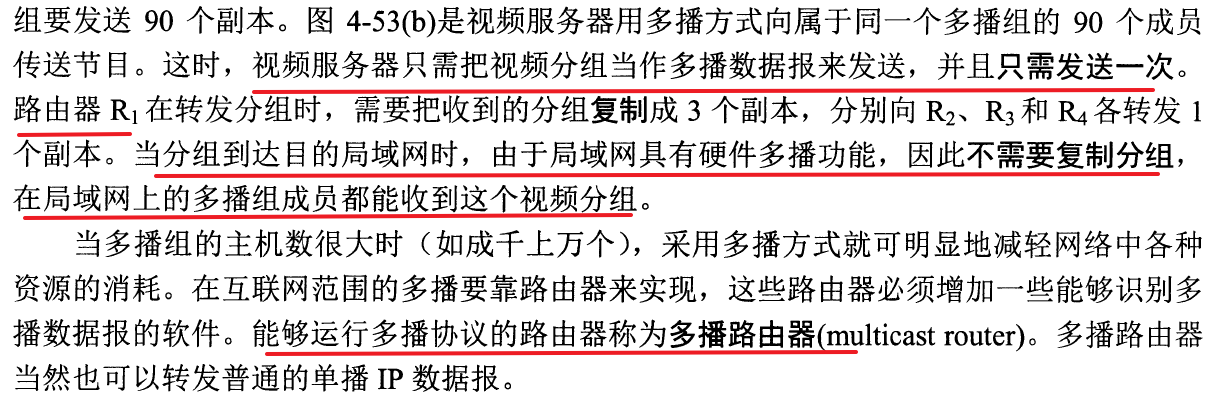 组要发送 90 个副本。图 4-53(b)是视频服务器用多播方式向属于同一个多播组的 90 个成员
传送节目。这时，视频服务器只需把视频分组当作多播数据报来发送，并且只需发送一次。
路由器 R₁ 在转发分组时，需要把收到的分组复制成 3 个副本，分别向 R₂、R₃ 和 R₄ 各转发 1
个副本。当分组到达目的局域网时，由于局域网具有硬件多播功能，因此不需要复制分组，
在局域网上的多播组成员都能收到这个视频分组。
当多播组的主机数很大时（如成千上万个），采用多播方式就可明显地减轻网络中各种
资源的消耗。在互联网范围的多播要靠路由器来实现，这些路由器必须增加一些能够识别多
播数据报的软件。能够运行多播协议的路由器称为多播路由器(multicast router)。多播路由器
当然也可以转发普通的单播 IP 数据报。